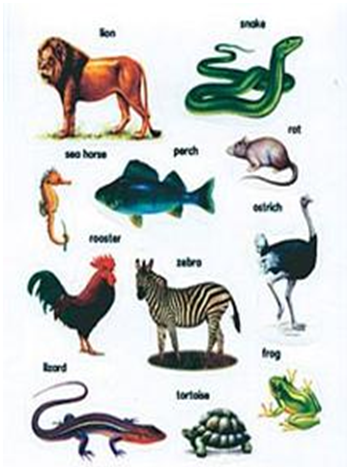 lion
snake
rat
sea horse
perch
ostrich
rooster
zebra
frog
lizard
tortoise